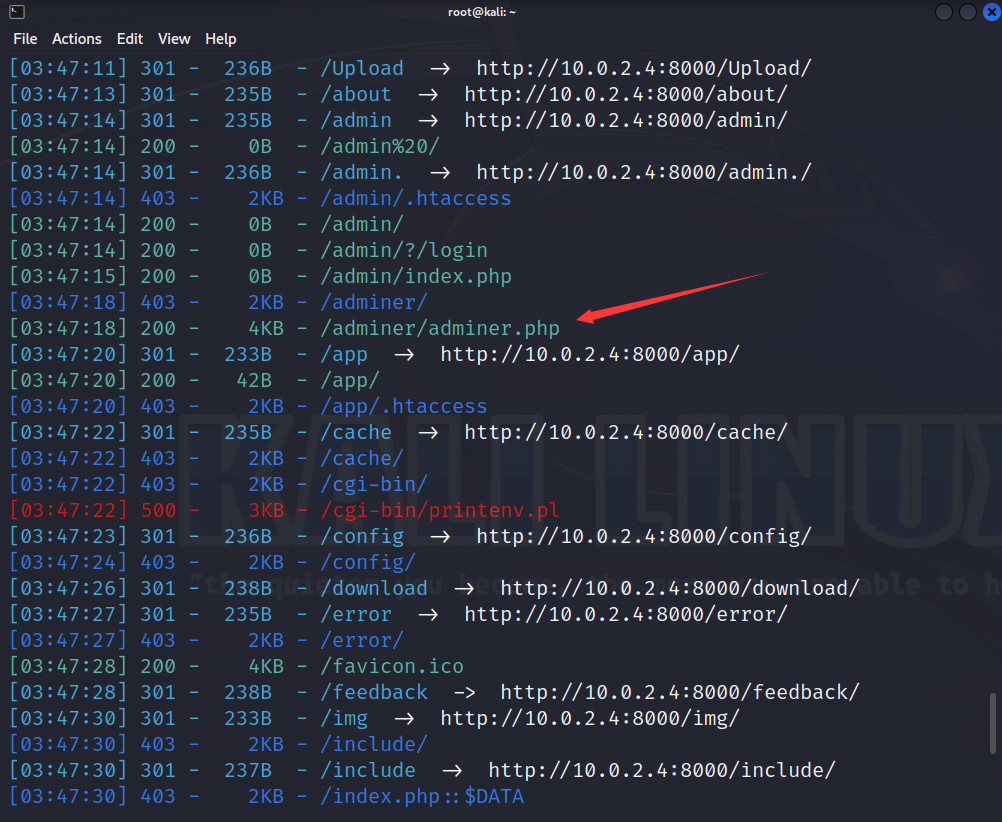 root@kali: ~
File Actions Edit View Help
[03:47:11] 301 - 236B - /Upload -> http://10.0.2.4:8000/Upload/
[03:47:13] 301 - 235B - /about -> http://10.0.2.4:8000/about/
[03:47:14] 301 - 235B - /admin -> http://10.0.2.4:8000/admin/
[03:47:14] 200 - 0B - /admin%20/
[03:47:14] 301 - 236B - /admin. -> http://10.0.2.4:8000/admin./
[03:47:14] 403 - 2KB - /admin/.htaccess
[03:47:14] 200 - 0B - /admin/
[03:47:14] 200 - 0B - /admin/?/login
[03:47:15] 200 - 0B - /admin/index.php
[03:47:18] 403 - 2KB - /adminer/
[03:47:18] 200 - 4KB - /adminer/adminer.php
[03:47:20] 301 - 233B - /app -> http://10.0.2.4:8000/app/
[03:47:20] 200 - 42B - /app/
[03:47:20] 403 - 2KB - /app/.htaccess
[03:47:22] 301 - 235B - /cache -> http://10.0.2.4:8000/cache/
[03:47:22] 403 - 2KB - /cache/
[03:47:22] 403 - 2KB - /cgi-bin/
[03:47:22] 500 - 3KB - /cgi-bin/printenv.pl
[03:47:23] 301 - 236B - /config -> http://10.0.2.4:8000/config/
[03:47:24] 403 - 2KB - /config/
[03:47:26] 301 - 238B - /download -> http://10.0.2.4:8000/download/
[03:47:27] 301 - 235B - /error -> http://10.0.2.4:8000/error/
[03:47:27] 403 - 2KB - /error/
[03:47:28] 200 - 4KB - /favicon.ico
[03:47:28] 301 - 238B - /feedback -> http://10.0.2.4:8000/feedback/
[03:47:30] 301 - 233B - /img -> http://10.0.2.4:8000/img/
[03:47:30] 403 - 2KB - /include/
[03:47:30] 301 - 237B - /include -> http://10.0.2.4:8000/include/
[03:47:30] 403 - 2KB - /index.php::$DATA
KALI LINUX